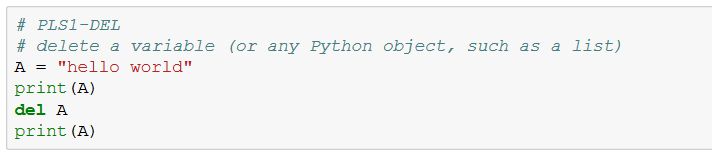 # PLS1-DEL
# delete a variable (or any Python object, such as a list)
A = "hello world"
print(A)
del A
print(A)